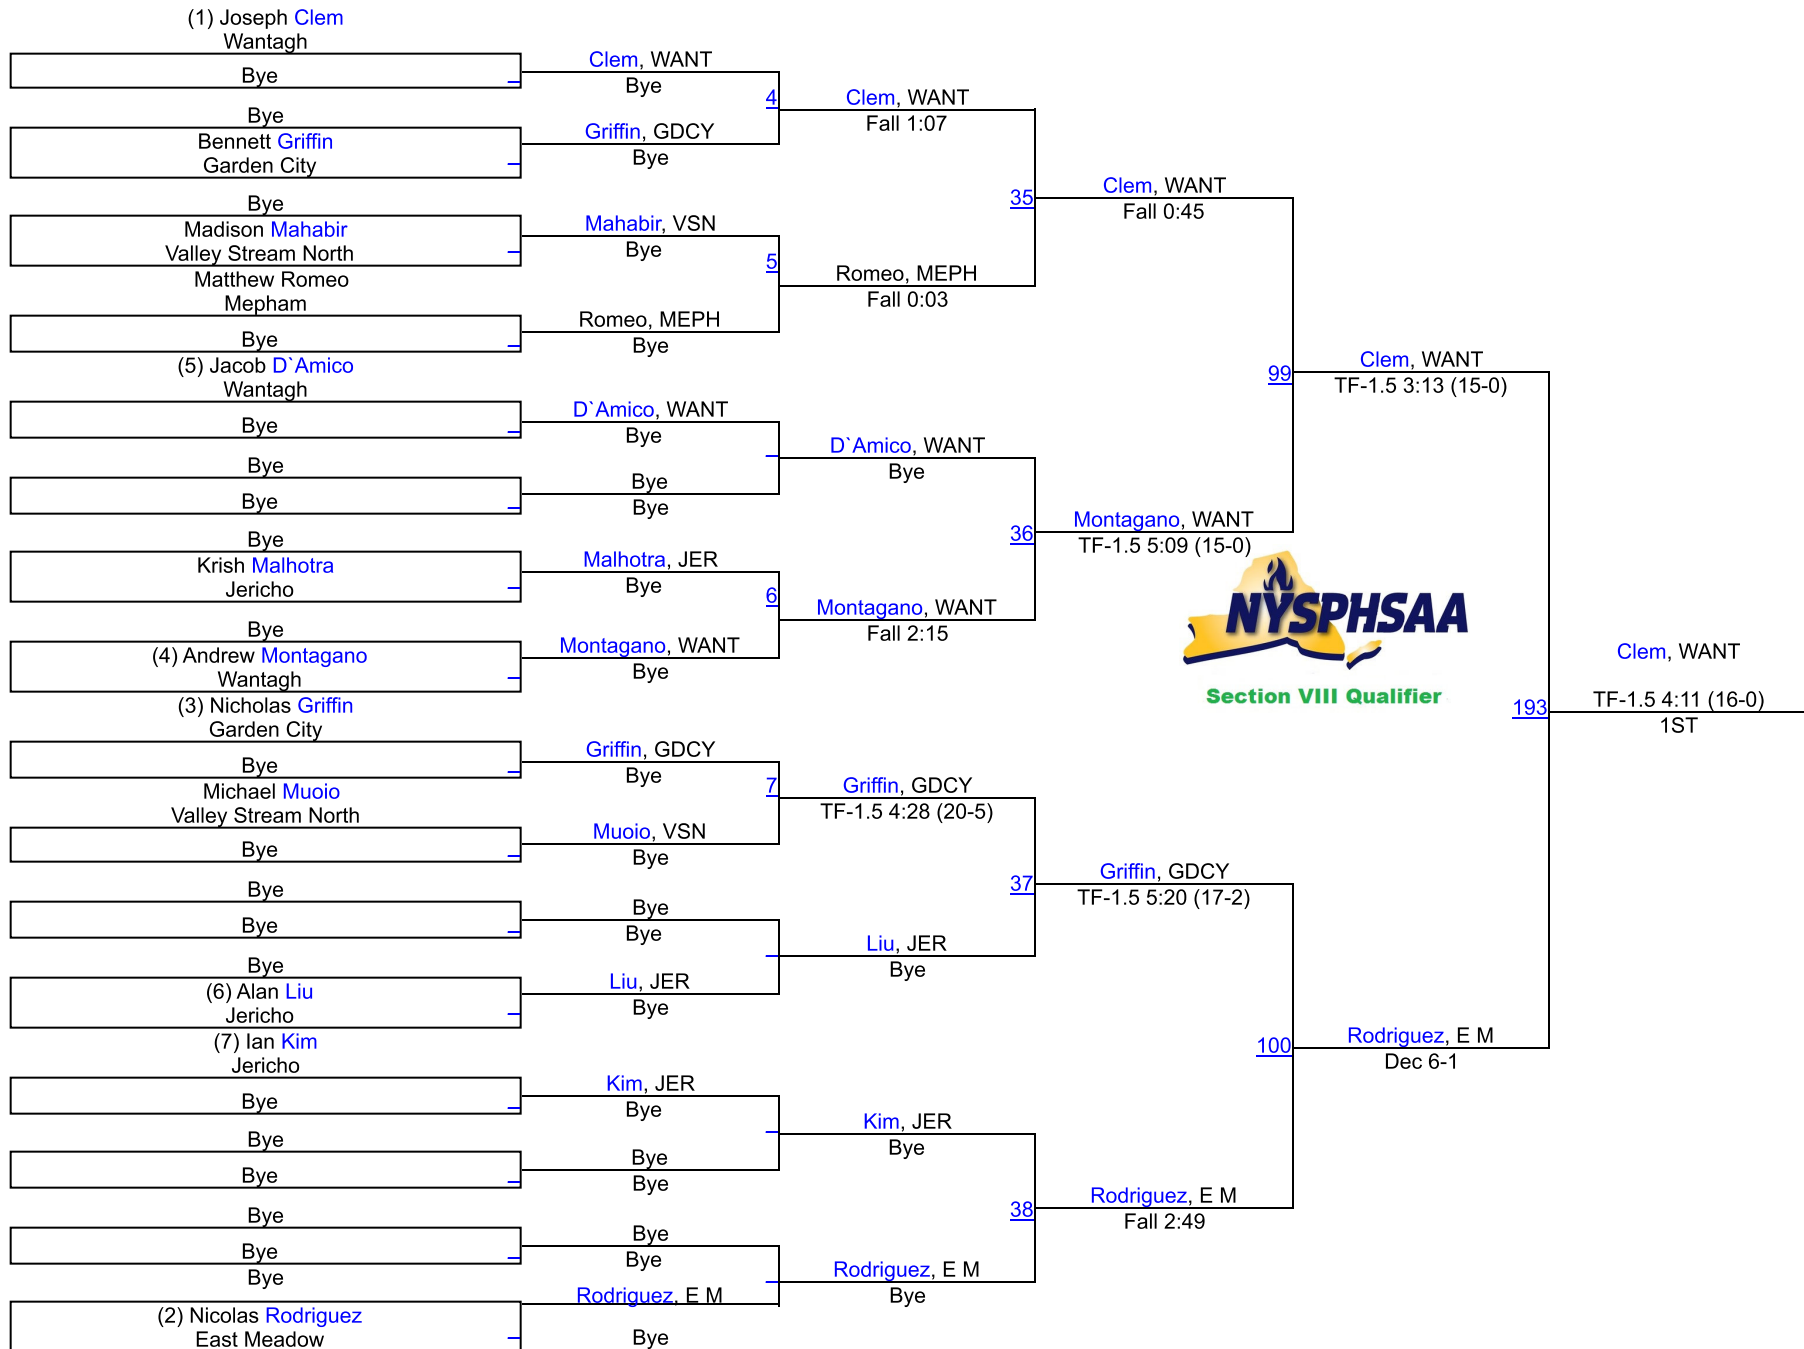 (1) Joseph Clem
Wantagh
Bye
Bye
Bennett Griffin
Garden City
Bye
Madison Mahabir
Valley Stream North
Matthew Romeo
Mepham
Bye
(5) Jacob D`Amico
Wantagh
Bye
Bye
Bye
Bye
Krish Malhotra
Jericho
Bye
(4) Andrew Montagano
Wantagh
(3) Nicholas Griffin
Garden City
Bye
Michael Muoio
Valley Stream North
Bye
Bye
Bye
Bye
(6) Alan Liu
Jericho
(7) Ian Kim
Jericho
Bye
Bye
Bye
Bye
Bye
Bye
(2) Nicolas Rodriguez
East Meadow
Clem, WANT
Bye
4
Griffin, GDCY
Bye
Mahabir, VSN
Bye
5
Romeo, MEPH
Bye
D`Amico, WANT
Bye
Bye
Bye
Malhotra, JER
Bye
6
Montagano, WANT
Bye
Griffin, GDCY
Bye
7
Muoio, VSN
Bye
Bye
Bye
Liu, JER
Bye
Kim, JER
Bye
Bye
Bye
Bye
Bye
Rodriguez, E M
Bye
Clem, WANT
Fall 1:07
35
Romeo, MEPH
Fall 0:03
D`Amico, WANT
Bye
36
Montagano, WANT
Fall 2:15
Griffin, GDCY
TF-1.5 4:28 (20-5)
37
Liu, JER
Bye
Kim, JER
Bye
38
Rodriguez, E M
Bye
Clem, WANT
Fall 0:45
99
Montagano, WANT
TF-1.5 5:09 (15-0)
Griffin, GDCY
TF-1.5 5:20 (17-2)
100
Rodriguez, E M
Fall 2:49
Clem, WANT
TF-1.5 3:13 (15-0)
NYSPHSAA
Section VIII Qualifier
193
Rodriguez, E M
Dec 6-1
Clem, WANT
TF-1.5 4:11 (16-0)
1ST